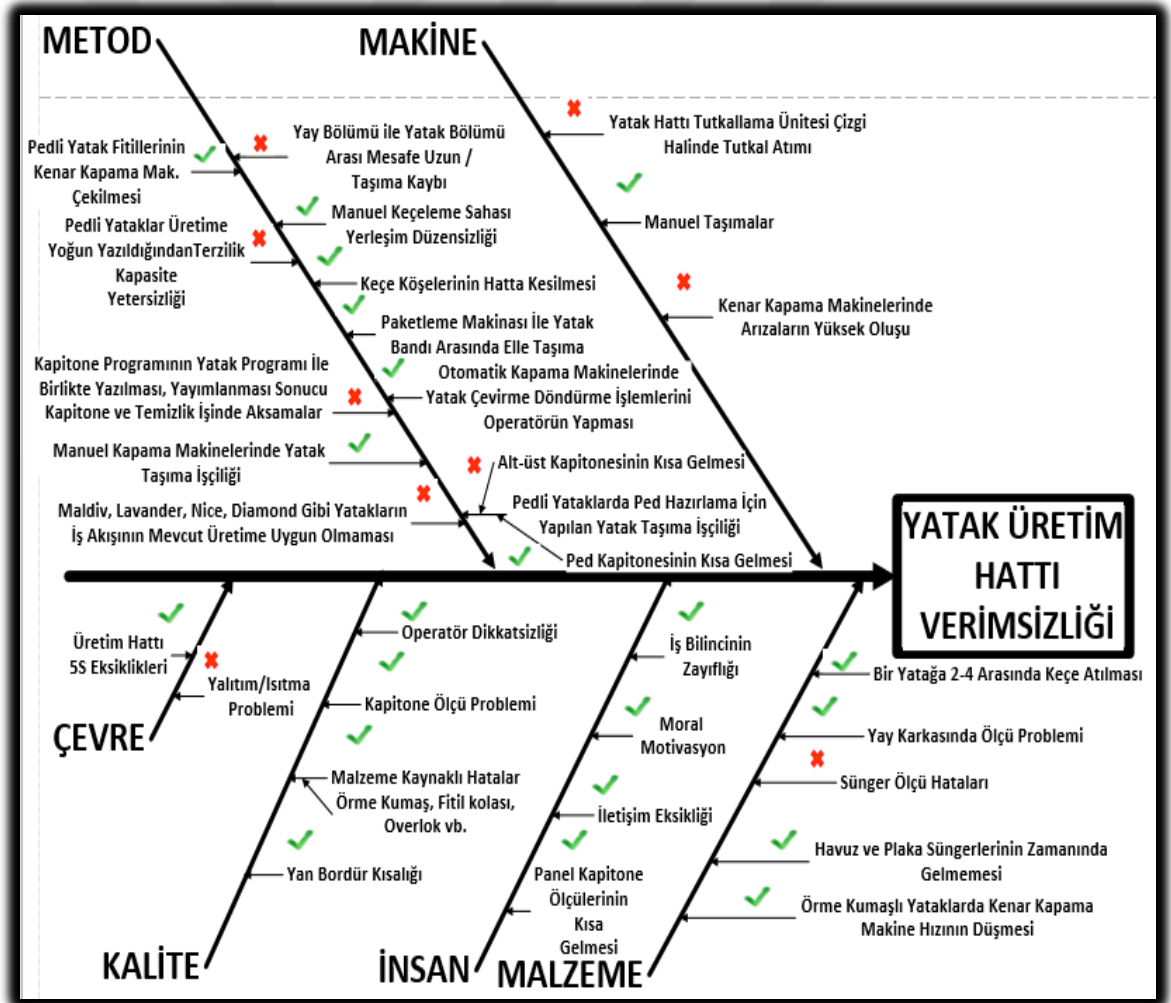 METOD
MAKİNE
Pedli Yatak Fitillerinin
Kenar Kapama Mak.
Çekilmesi
Yay Bölümü ile Yatak Bölümü
Arası Mesafe Uzun /
Taşıma Kaybı
Pedli Yataklar Üretime
Yoğun YazıldığındanTerzilik
Kapasite
Yetersizliği
Manuel Keçeleme Sahası
Yerleşim Düzensizliği
Keçe Köşelerinin Hatta Kesilmesi
Paketleme Makinası İle Yatak
Bandı Arasında Elle Taşıma
Kapitone Programının Yatak Programı İle
Birlikte Yazılması, Yayımlanması Sonucu
Kapitone ve Temizlik İşinde Aksamalar
Otomatik Kapama Makinelerinde
Yatak Çevirme Döndürme İşlemlerini
Operatörün Yapması
Manuel Kapama Makinelerinde Yatak
Taşıma İşçiliği
Alt-üst Kapitonesinin Kısa Gelmesi
Maldiv, Lavander, Nice, Diamond Gibi Yatakların
İş Akışının Mevcut Üretime Uygun Olmaması
Pedli Yataklarda Ped Hazırlama İçin
Yapılan Yatak Taşıma İşçiliği
Ped Kapitonesinin Kısa Gelmesi
Yatak Hattı Tutkallama Ünitesi Çizgi
Halinde Tutkal Atımı
Manuel Taşımalar
Kenar Kapama Makinelerinde
Arızaların Yüksek Oluşu
YATAK ÜRETİM
HATTI
VERİMSİZLİĞİ
Üretim Hattı
5S Eksiklikleri
Yalıtım/Isıtma
Problemi
ÇEVRE
Operatör Dikkatsizliği
Kapitone Ölçü Problemi
Malzeme Kaynaklı Hatalar
Örme Kumaş, Fitil kolası,
Overlok vb.
Yan Bordür Kısalığı
KALİTE
İş Bilincinin
Zayıflığı
Moral
Motivasyon
İletişim Eksikliği
Panel Kapitone
Ölçülerinin
Kısa
Gelmesi
İNSAN
Bir Yatağa 2-4 Arasında Keçe Atılması
Yay Karkasında Ölçü Problemi
Sünger Ölçü Hataları
Havuz ve Plaka Süngerlerinin Zamanında
Gelmemesi
Örme Kumaşlı Yataklarda Kenar Kapama
Makine Hızının Düşmesi
MALZEME